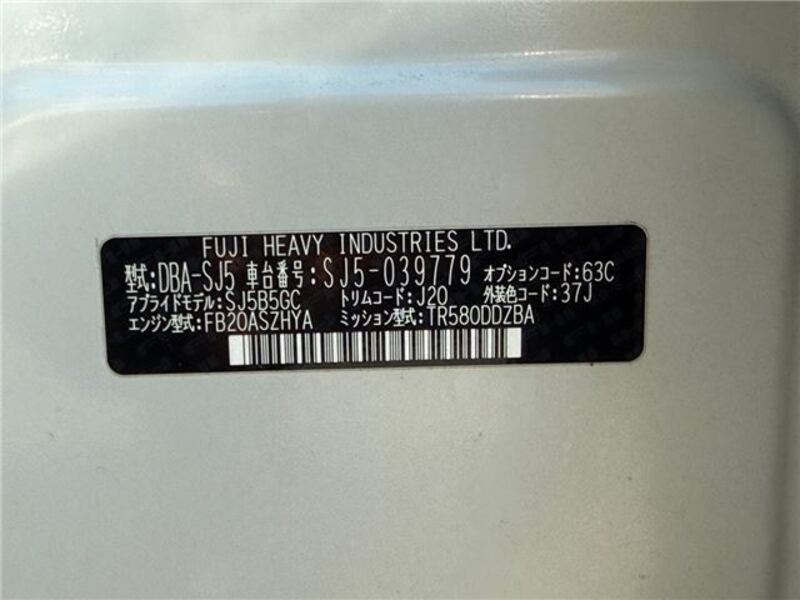 FUJI HEAVY INDUSTRIES LTD.
型式:DBA-SJ5 車台番号:SJ5-039779 オプションコード:63C
アプライドモデル:SJ5B5GC トリムコード:J20 外装色コード:37J
エンジン型式:FB20ASZHYA ミッション型式:TR580DDZBA